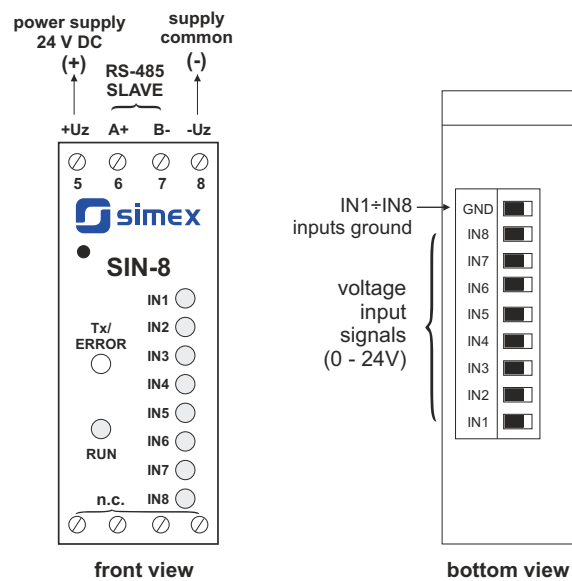 power supply
24 V DC
(+)
supply
common
(-)
RS-485
SLAVE
+Uz A+ B- -Uz
5 6 7 8
simex
SIN-8
IN1
IN2
IN3
IN4
IN5
IN6
IN7
IN8
Tx/
ERROR
RUN
n.c.
front view
IN1÷IN8
inputs ground
voltage
input
signals
(0 - 24V)
GND
IN8
IN7
IN6
IN5
IN4
IN3
IN2
IN1
bottom view